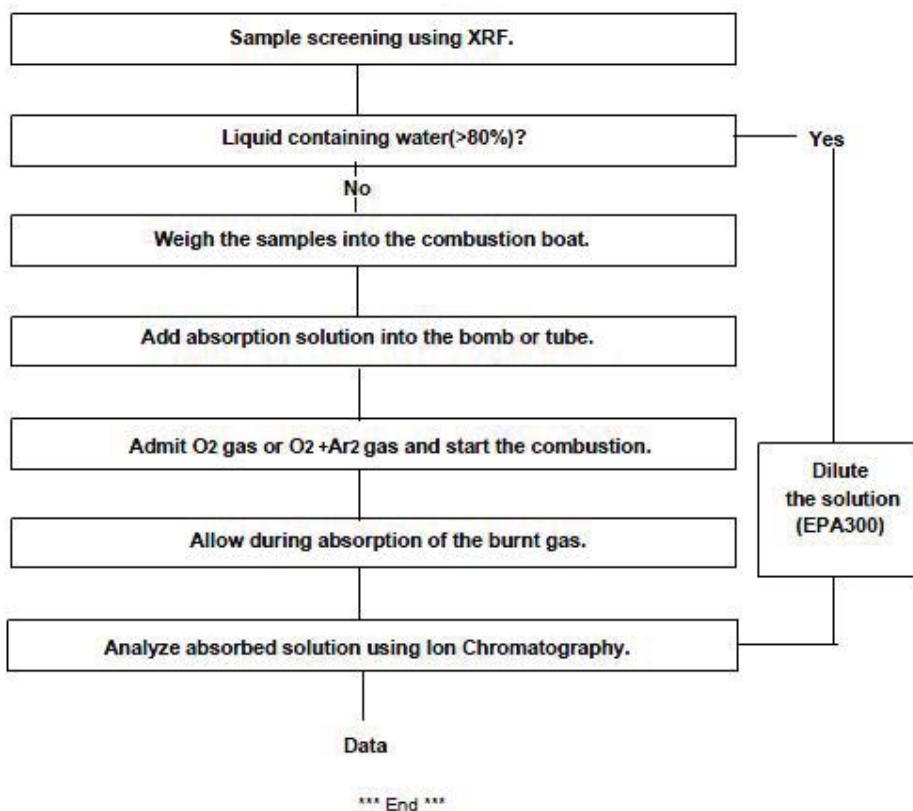 Sample screening using XRF.
Liquid containing water(>80%)?
Yes
No
Weigh the samples into the combustion boat.
Add absorption solution into the bomb or tube.
Admit O2 gas or O2 +Ar2 gas and start the combustion.
Dilute
the solution
(EPA300)
Allow during absorption of the burnt gas.
Analyze absorbed solution using Ion Chromatography.
Data
*** End ***